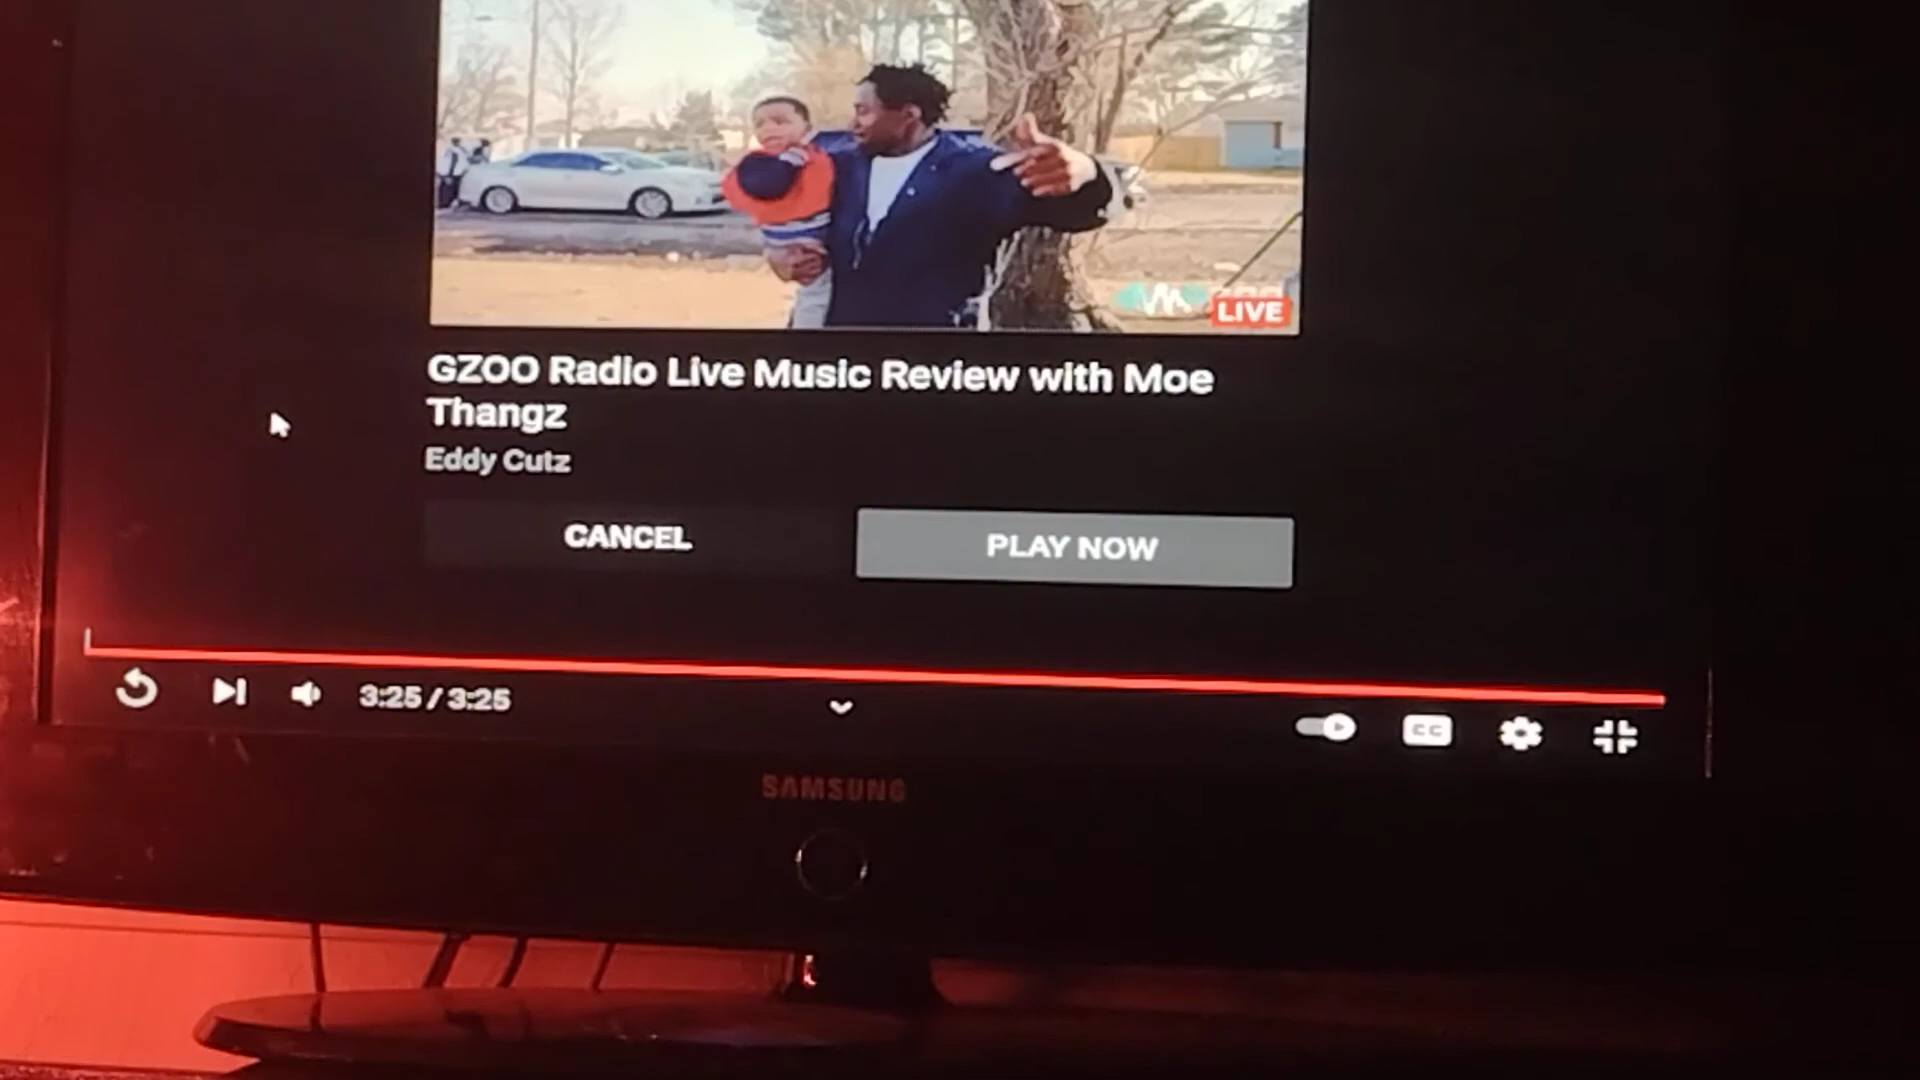 LIVE
GZOO Radio Live Music Review with Moe
Thangz
Eddy Cutz
CANCEL
PLAY NOW
3:25 / 3:25
CC
SAMSUNG